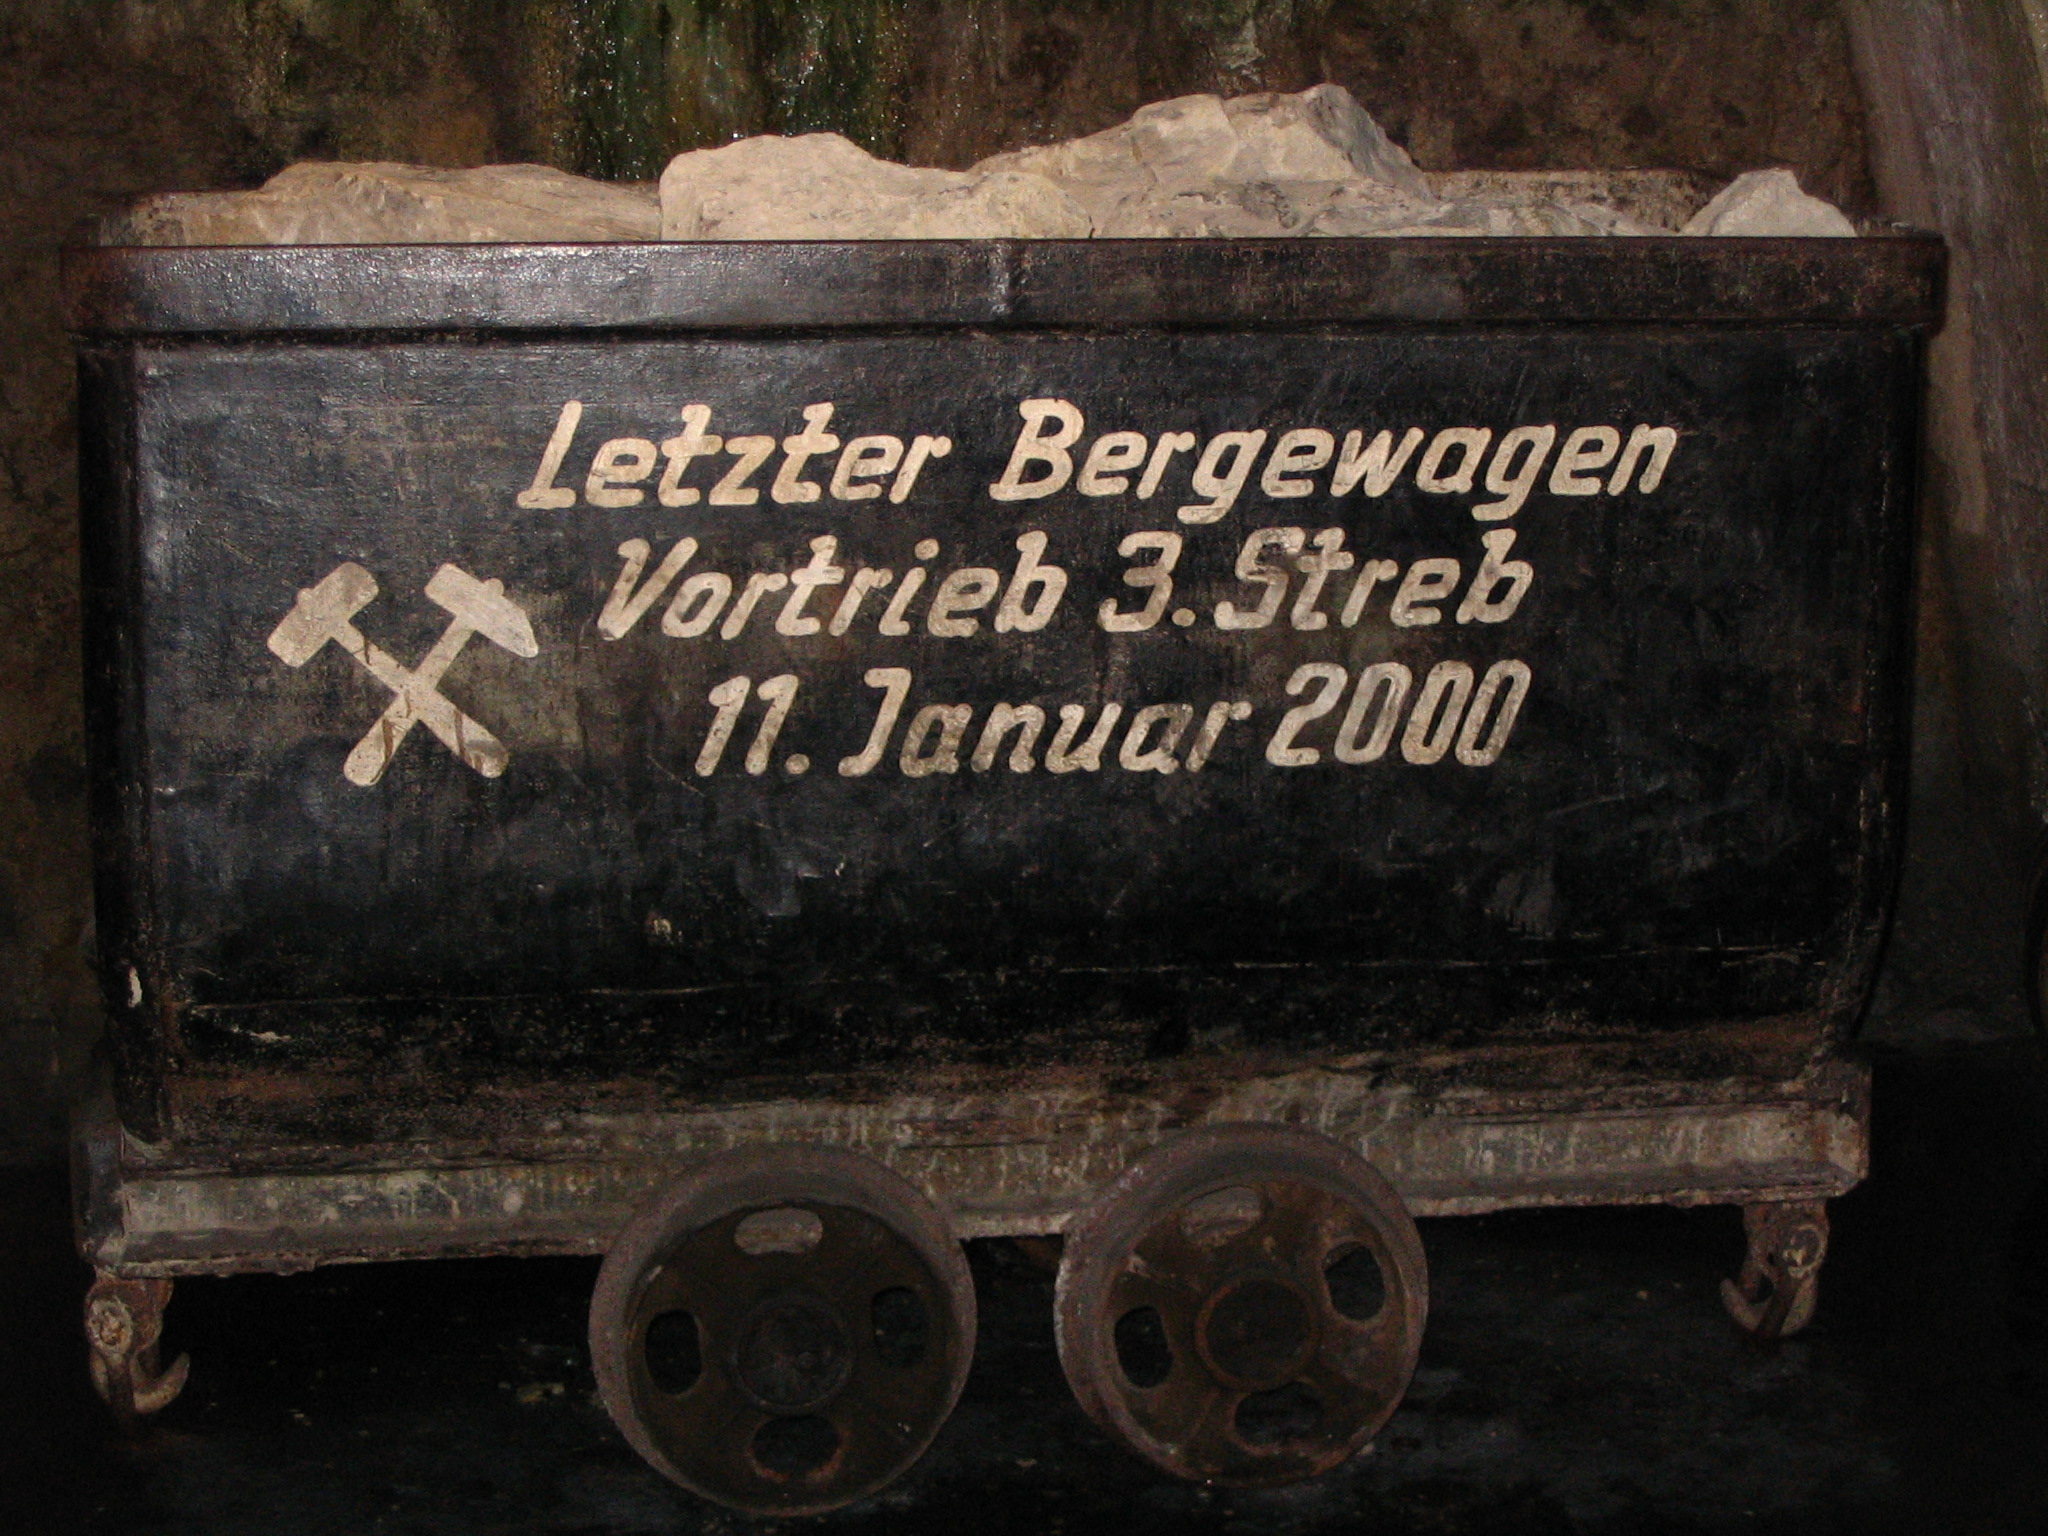 Letzter Bergewagen
Vortrieb 3. Streb
11. Januar 2000